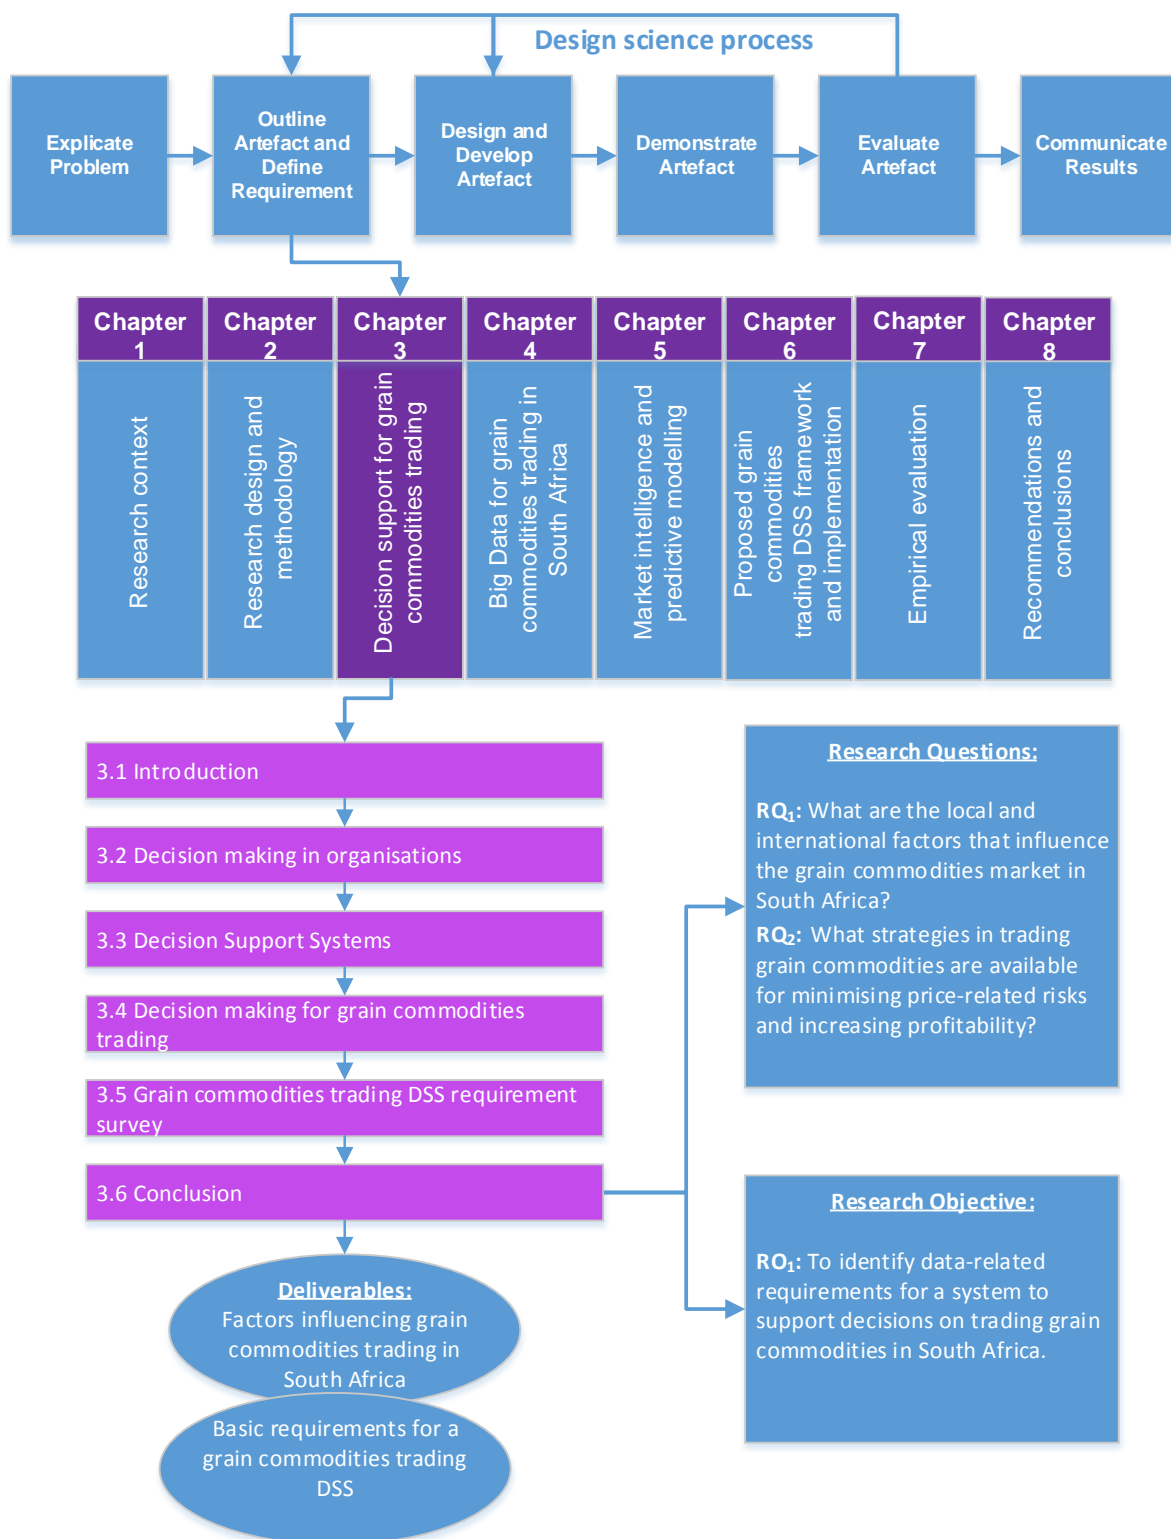 Design science process
Explicate
Problem
Outline
Artefact and
Define
Requirement
Design and
Develop
Artefact
Demonstrate
Artefact
Evaluate
Artefact
Communicate
Results
Chapter
1
Chapter
2
Chapter
3
Chapter
4
Chapter
5
Chapter
6
Chapter
7
Chapter
8
Research context
Research design and
methodology
Decision support for grain
commodities trading
Big Data for grain
commodities trading in
South Africa
Market intelligence and
predictive modelling
Proposed grain
commodities
trading DSS framework
and implementation
Empirical evaluation
Recommendations and
conclusions
3.1 Introduction
3.2 Decision making in organisations
3.3 Decision Support Systems
3.4 Decision making for grain commodities
trading
3.5 Grain commodities trading DSS requirement
survey
3.6 Conclusion
Deliverables:
Factors influencing grain
commodities trading in
South Africa
Basic requirements for a
grain commodities trading
DSS
Research Questions:
RQ₁: What are the local and
international factors that influence
the grain commodities market in
South Africa?
RQ₂: What strategies in trading
grain commodities are available
for minimising price-related risks
and increasing profitability?
Research Objective:
RO₁: To identify data-related
requirements for a system to
support decisions on trading grain
commodities in South Africa.